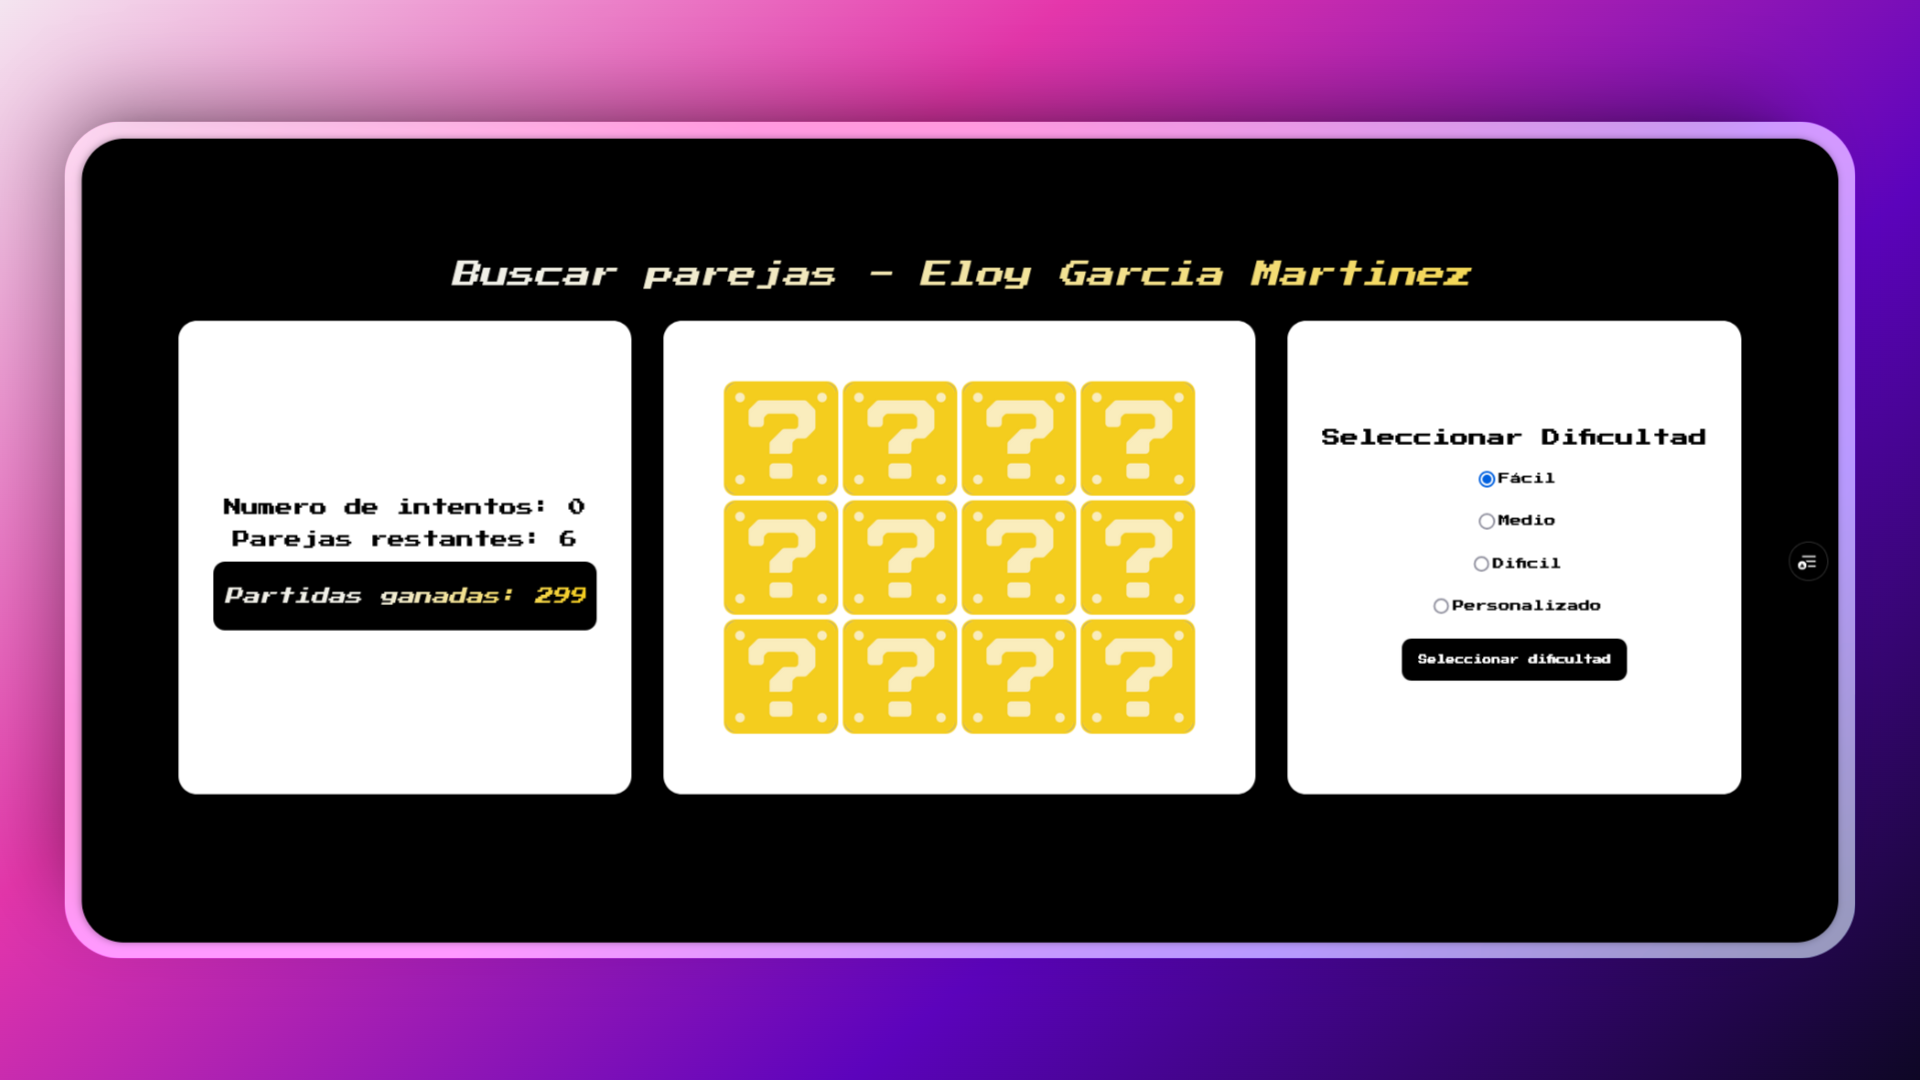 Buscar parejas - Eloy Garcia Martinez
Numero de intentos: 0
Parejas restantes: 6
Partidas ganadas: 299
? ? ? ?
? ? ? ?
? ? ? ?
Seleccionar Dificultad
Fácil
Medio
Dificil
Personalizado
Seleccionar dificultad